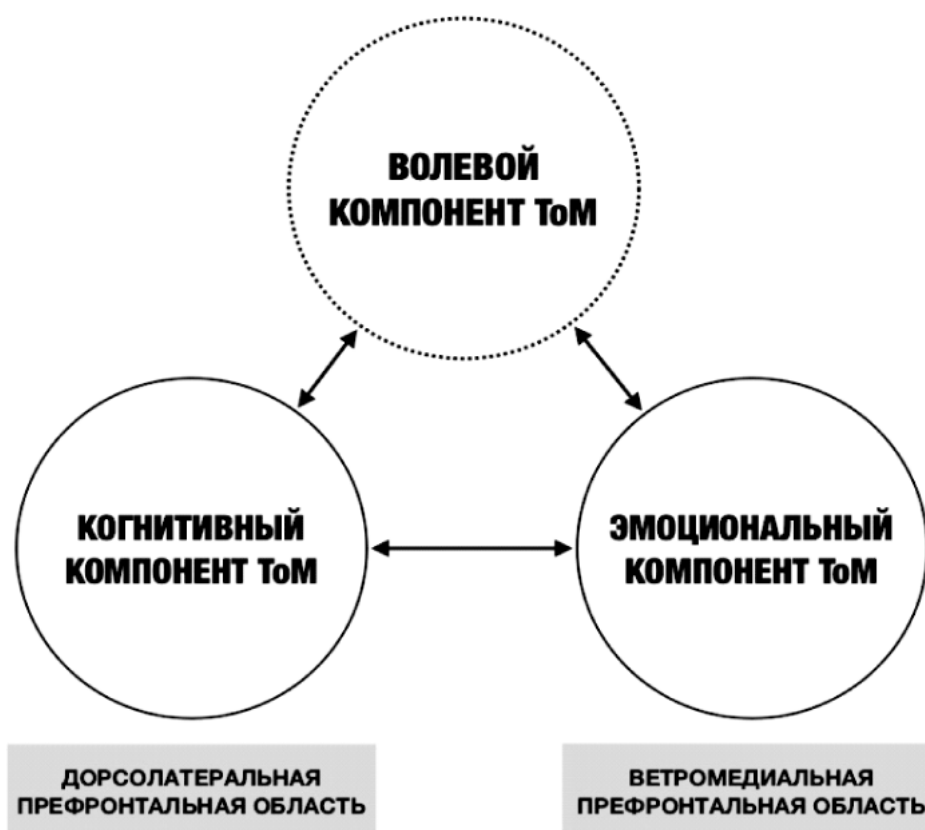 ВОЛЕВОЙ
КОМПОНЕНТ ToM
КОГНИТИВНЫЙ
КОМПОНЕНТ ToM
ЭМОЦИОНАЛЬНЫЙ
КОМПОНЕНТ ToM
ДОРСОЛАТЕРАЛЬНАЯ
ПРЕФРОНТАЛЬНАЯ ОБЛАСТЬ
ВЕТРОМЕДИАЛЬНАЯ
ПРЕФРОНТАЛЬНАЯ ОБЛАСТЬ